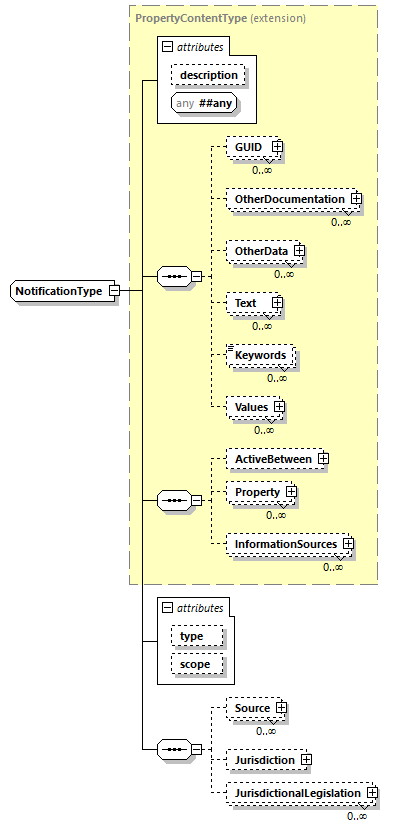 PropertyContentType (extension)
attributes
description
any ##any
GUID
0..∞
OtherDocumentation
0..∞
OtherData
0..∞
NotificationType
Text
0..∞
Keywords
0..∞
Values
0..∞
ActiveBetween
Property
0..∞
InformationSources
0..∞
attributes
type
scope
Source
0..∞
Jurisdiction
JurisdictionalLegislation
0..∞